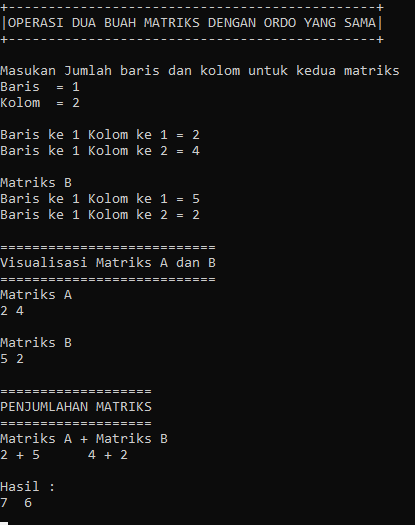 +----------------------------------------------+
|OPERASI DUA BUAH MATRIKS DENGAN ORDO YANG SAMA|
+----------------------------------------------+
Masukan Jumlah baris dan kolom untuk kedua matriks
Baris  = 1
Kolom  = 2
Baris ke 1 Kolom ke 1 = 2
Baris ke 1 Kolom ke 2 = 4
Matriks B
Baris ke 1 Kolom ke 1 = 5
Baris ke 1 Kolom ke 2 = 2
===========================
Visualisasi Matriks A dan B
===========================
Matriks A
2 4
Matriks B
5 2
===================
PENJUMLAHAN MATRIKS
===================
Matriks A + Matriks B
2 + 5      4 + 2
Hasil :
7  6